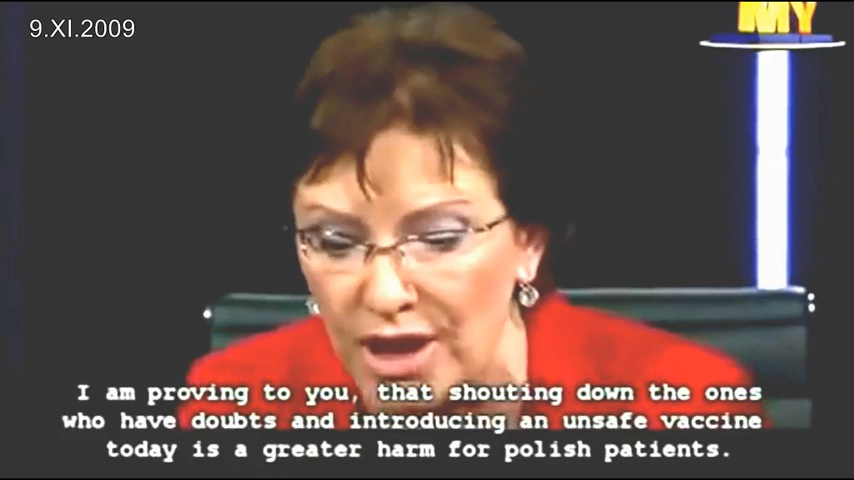 9.XI.2009
MY
I am proving to you, that shouting down the ones
who have doubts and introducing an unsafe vaccine
today is a greater harm for polish patients.